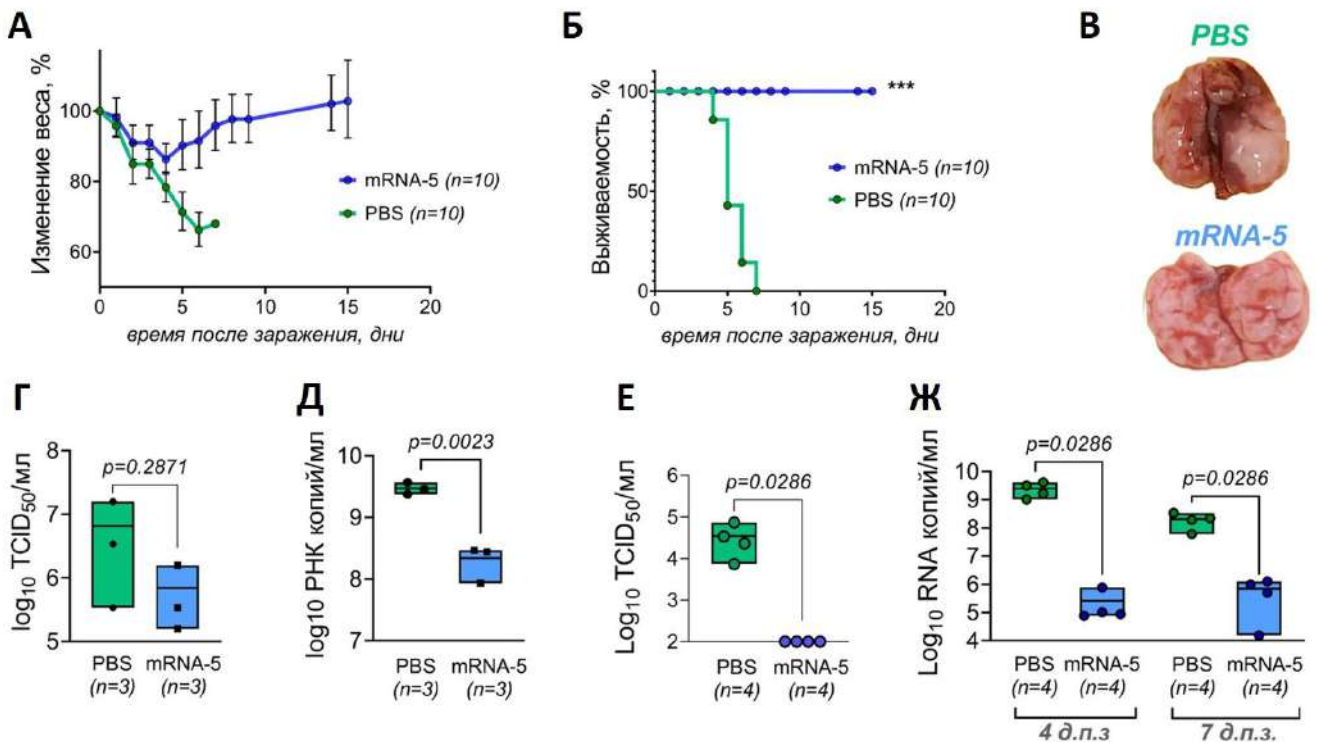 А
Изменение веса, %
100
80
60
0
5
10
15
20
время после заражения, дни
mRNA-5 (n=10)
PBS (n=10)
Б
Выживаемость, %
100
50
0
0
5
10
15
20
время после заражения, дни
***
mRNA-5 (n=10)
PBS (n=10)
В
PBS
mRNA-5
Г
log10 TCID50/мл
8
7
6
5
p=0.2871
PBS
(n=3)
mRNA-5
(n=3)
Д
log10 РНК копий/мл
10
9
8
7
p=0.0023
PBS
(n=3)
mRNA-5
(n=3)
Е
Log10 TCID50/мл
6
5
4
3
2
p=0.0286
PBS
(n=4)
mRNA-5
(n=4)
Ж
Log10 RNA копий/мл
10
9
8
7
6
5
4
p=0.0286
p=0.0286
PBS
(n=4)
mRNA-5
(n=4)
PBS
(n=4)
mRNA-5
(n=4)
4 д.п.з
7 д.п.з.